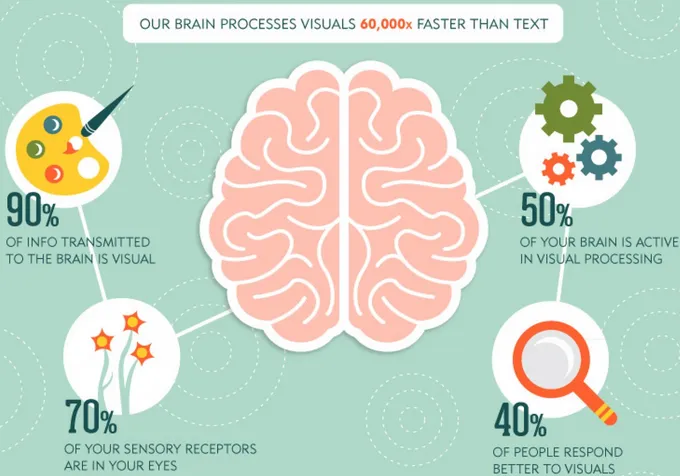 OUR BRAIN PROCESSES VISUALS 60,000x FASTER THAN TEXT
90%
OF INFO TRANSMITTED
TO THE BRAIN IS VISUAL
50%
OF YOUR BRAIN IS ACTIVE
IN VISUAL PROCESSING
70%
OF YOUR SENSORY RECEPTORS
ARE IN YOUR EYES
40%
OF PEOPLE RESPOND
BETTER TO VISUALS